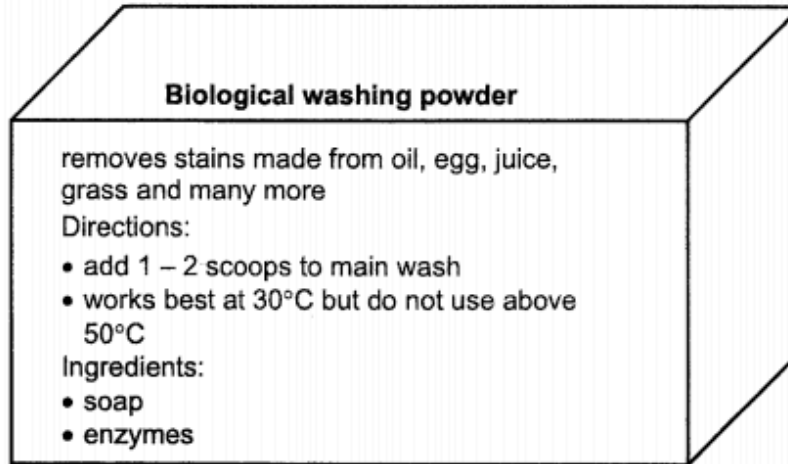 Biological washing powder
removes stains made from oil, egg, juice,
grass and many more
Directions:
• add 1 – 2 scoops to main wash
• works best at 30°C but do not use above
50°C
Ingredients:
• soap
• enzymes